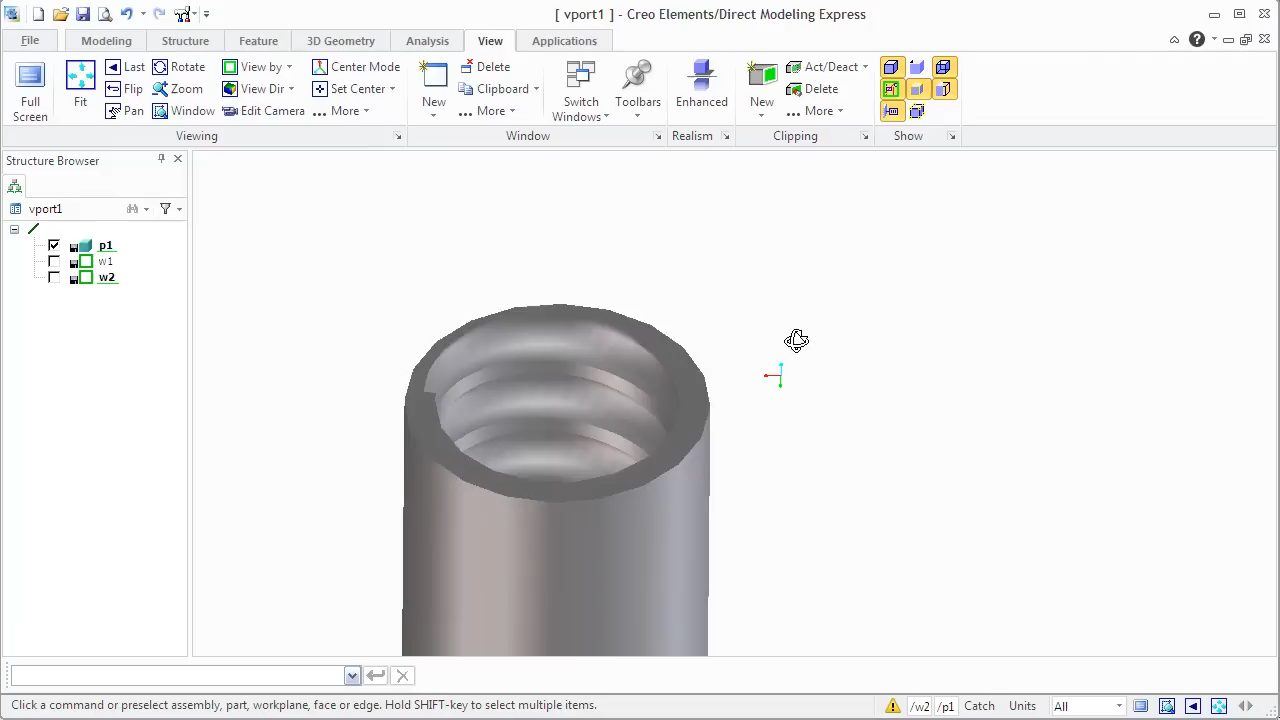 [ vport1 ] - Creo Elements/Direct Modeling Express
File Modeling Structure Feature 3D Geometry Analysis View Applications
Full Screen
Fit
Last Rotate
Flip Zoom
Pan Window
View by Center Mode
View Dir Set Center
Edit Camera More
New
Delete
Clipboard
More
Switch Windows
Toolbars
Enhanced
New
Act/Deact
Delete
More
Viewing Window Realism Clipping Show
Structure Browser
vport1
p1
w1
w2
Click a command or preselect assembly, part, workplane, face or edge. Hold SHIFT-key to select multiple items.
/w2 /p1 Catch Units All